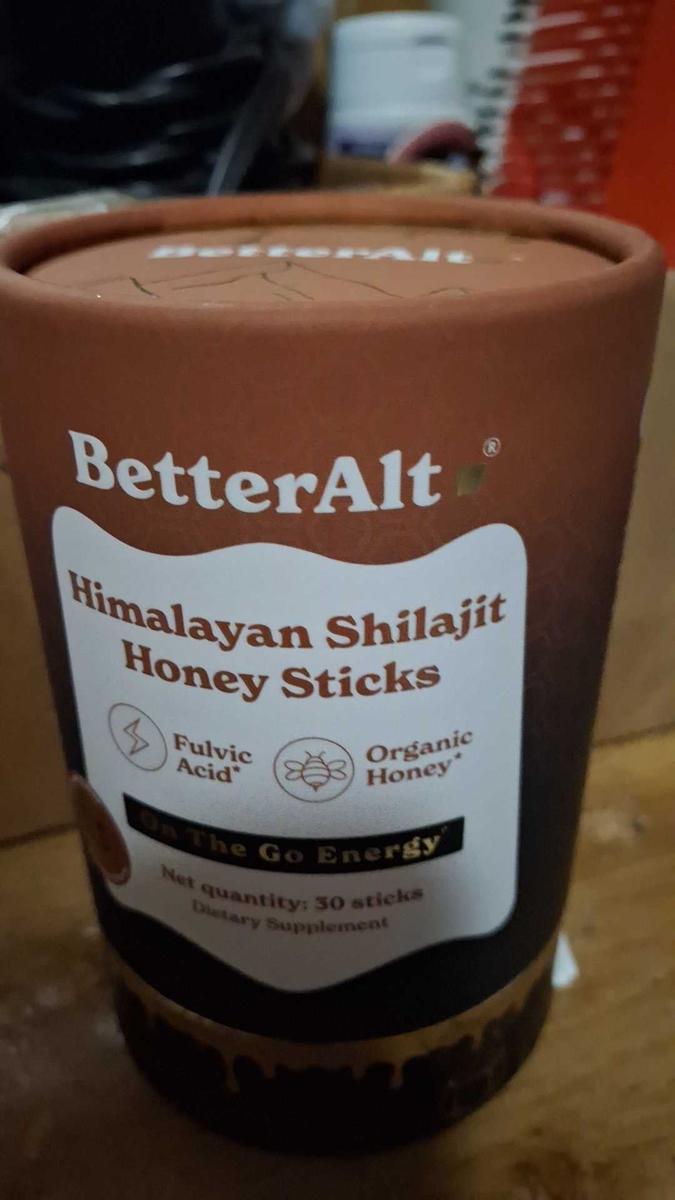 BetterAlt
BetterAlt®
Himalayan Shilajit
Honey Sticks
Fulvic
Acid*
Organic
Honey*
On The Go Energy*
Net quantity: 30 sticks
Dietary Supplement